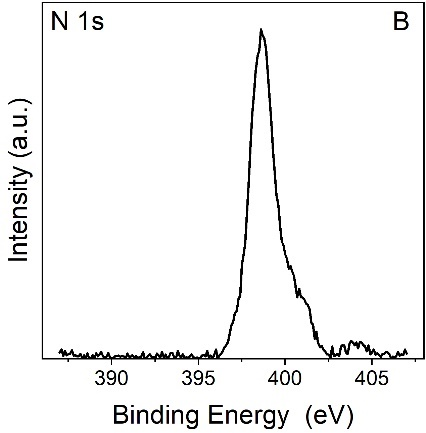 N 1s B
Intensity (a.u.)
390 395 400 405
Binding Energy (eV)